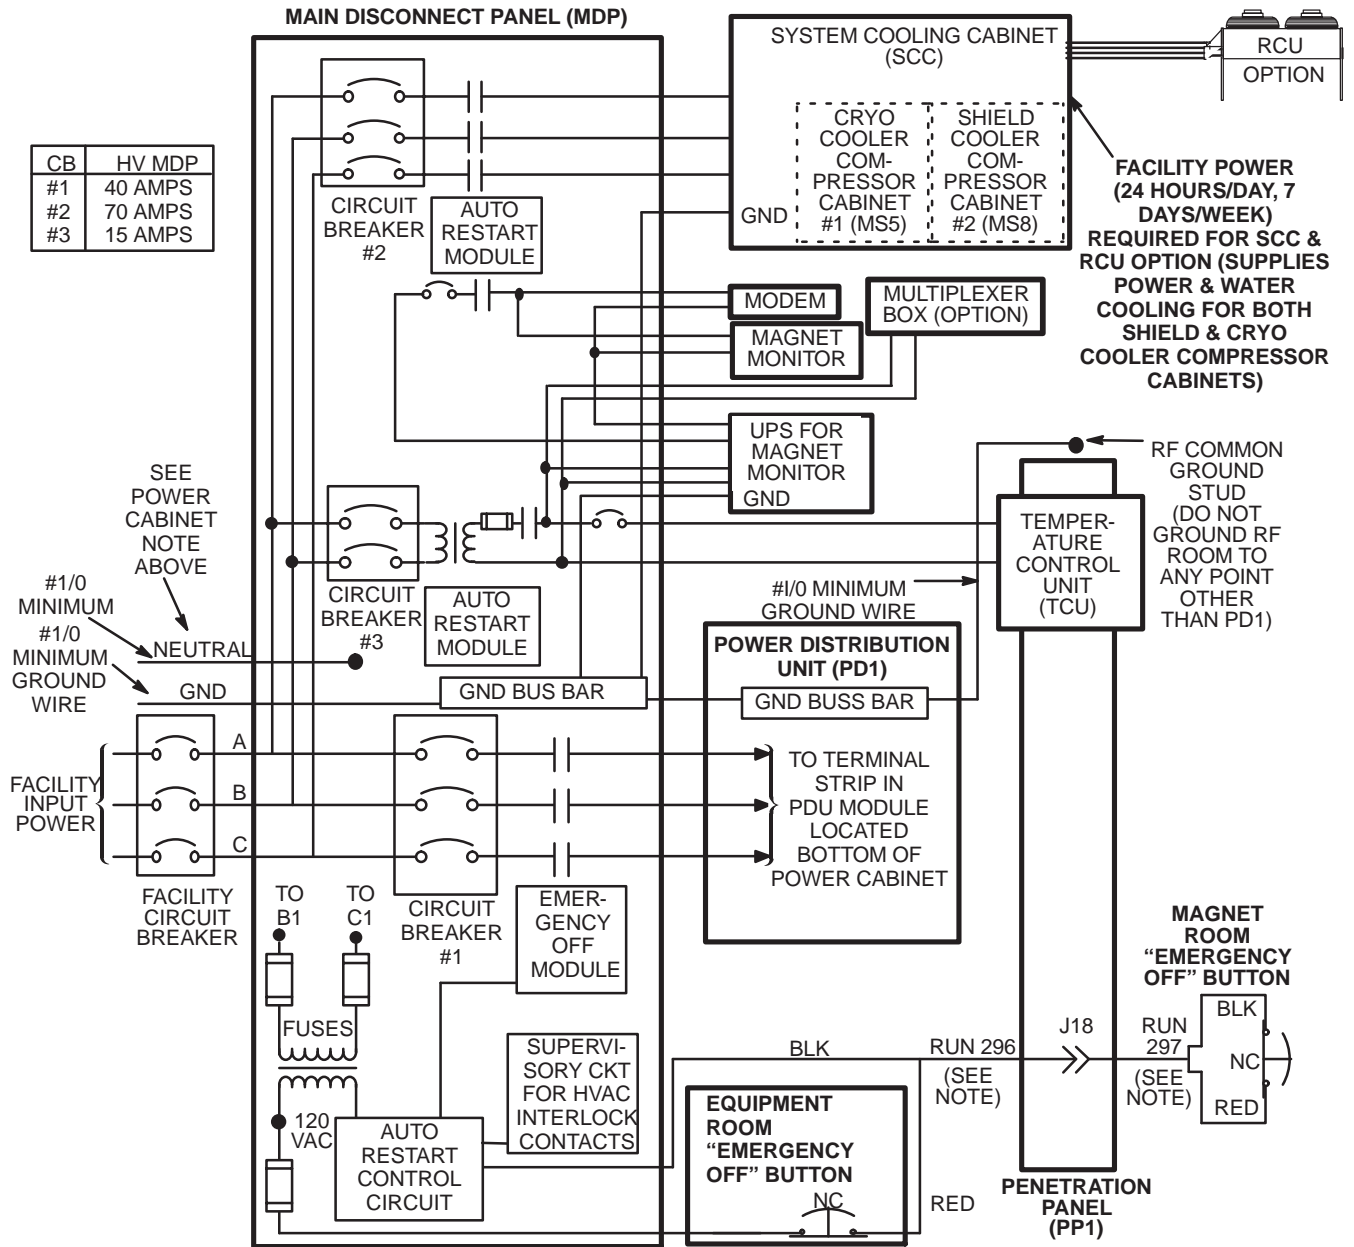 MAIN DISCONNECT PANEL (MDP)
SYSTEM COOLING CABINET
(SCC)
RCU
OPTION
CRYO
COOLER
COM-
PRESSOR
CABINET
#1 (MS5)
SHIELD
COOLER
COM-
PRESSOR
CABINET
#2 (MS8)
GND
CB HV MDP
#1 40 AMPS
#2 70 AMPS
#3 15 AMPS
CIRCUIT
BREAKER
#2
AUTO
RESTART
MODULE
FACILITY POWER
(24 HOURS/DAY, 7
DAYS/WEEK)
REQUIRED FOR SCC &
RCU OPTION (SUPPLIES
POWER & WATER
COOLING FOR BOTH
SHIELD & CRYO
COOLER COMPRESSOR
CABINETS)
MODEM
MAGNET
MONITOR
MULTIPLEXER
BOX (OPTION)
UPS FOR
MAGNET
MONITOR
GND
SEE
POWER
CABINET
NOTE
ABOVE
RF COMMON
GROUND
STUD
(DO NOT
GROUND RF
ROOM TO
ANY POINT
OTHER
THAN PD1)
TEMPER-
ATURE
CONTROL
UNIT
(TCU)
#1/0
MINIMUM
#1/0
MINIMUM
GROUND
WIRE
NEUTRAL
GND
CIRCUIT
BREAKER
#3
AUTO
RESTART
MODULE
#I/0 MINIMUM
GROUND WIRE
POWER DISTRIBUTION
UNIT (PD1)
GND BUS BAR
GND BUSS BAR
FACILITY
INPUT
POWER
A
B
C
TO TERMINAL
STRIP IN
PDU MODULE
LOCATED
BOTTOM OF
POWER CABINET
FACILITY
CIRCUIT
BREAKER
TO
B1
TO
C1
CIRCUIT
BREAKER
#1
EMER-
GENCY
OFF
MODULE
FUSES
120
VAC
SUPERVI-
SORY CKT
FOR HVAC
INTERLOCK
CONTACTS
AUTO
RESTART
CONTROL
CIRCUIT
BLK
RUN 296
(SEE
NOTE)
J18
RUN
297
(SEE
NOTE)
MAGNET
ROOM
“EMERGENCY
OFF” BUTTON
BLK
NC
RED
EQUIPMENT
ROOM
“EMERGENCY
OFF” BUTTON
NC
RED
PENETRATION
PANEL
(PP1)